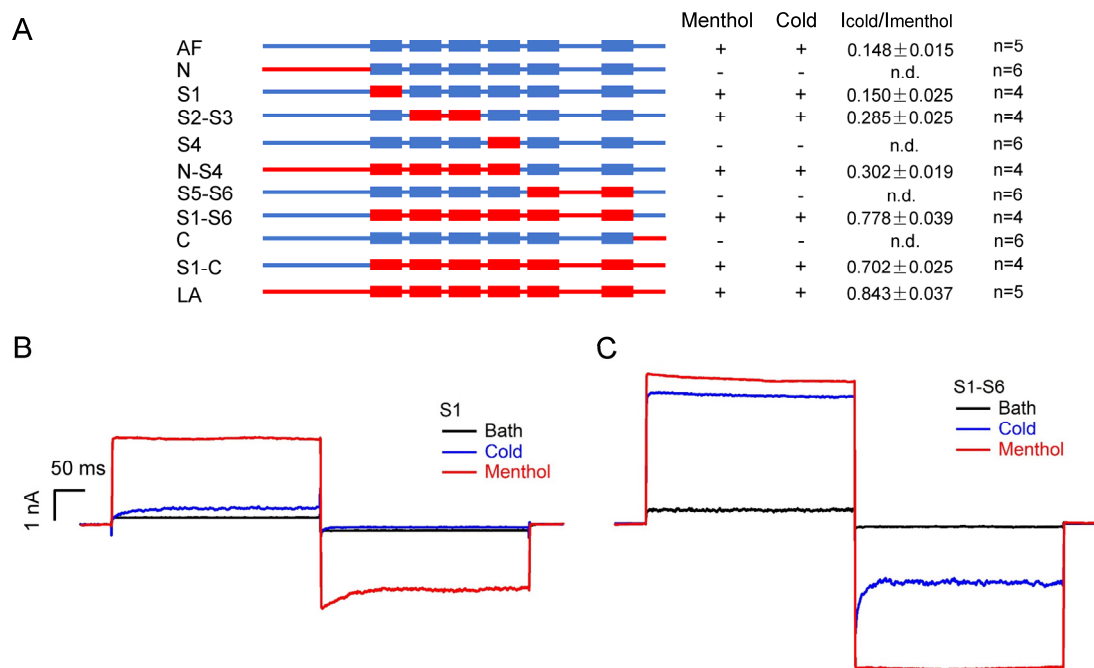 A
Menthol Cold Icold/Imenthol
AF + + 0.148±0.015 n=5
N - - n.d. n=6
S1 + + 0.150±0.025 n=4
S2-S3 + + 0.285±0.025 n=4
S4 - - n.d. n=6
N-S4 + + 0.302±0.019 n=4
S5-S6 - - n.d. n=6
S1-S6 + + 0.778±0.039 n=4
C - - n.d. n=6
S1-C + + 0.702±0.025 n=4
LA + + 0.843±0.037 n=5
B
S1
Bath
Cold
Menthol
50 ms
1 nA
C
S1-S6
Bath
Cold
Menthol